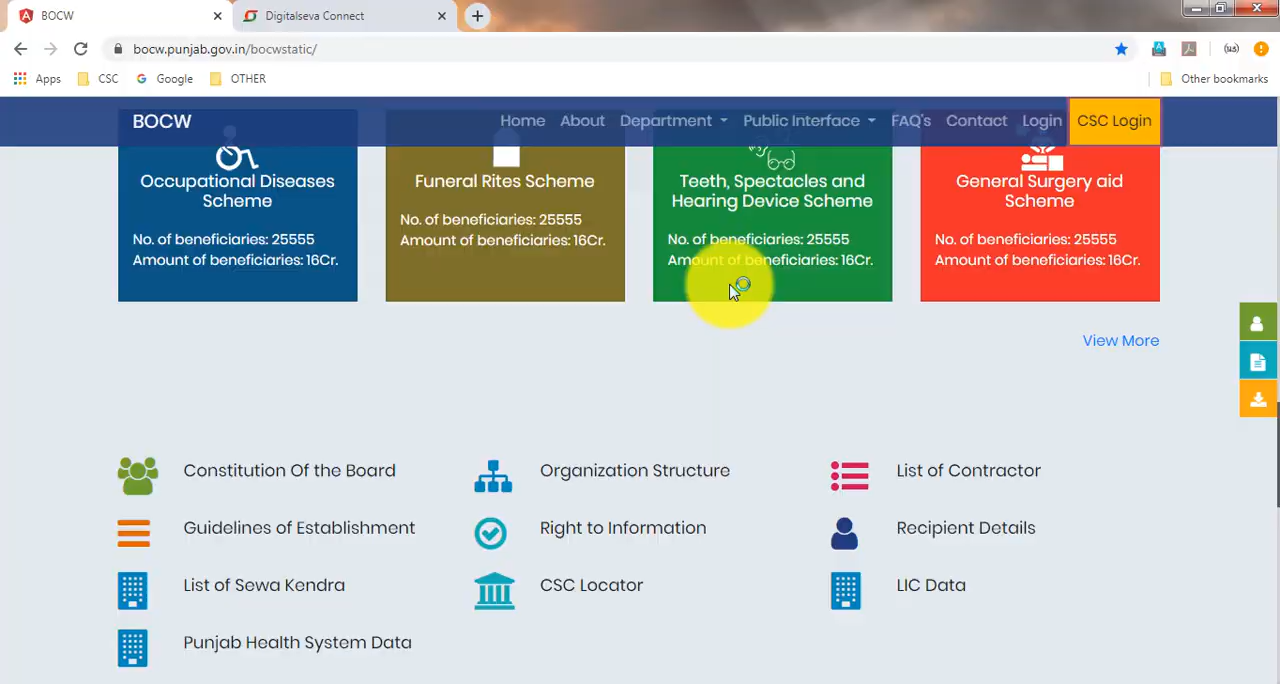 BOCW
Digitalseva Connect
bocw.punjab.gov.in/bocwstatic/
Apps
CSC
Google
OTHER
Other bookmarks
BOCW
Home
About
Department
Public Interface
FAQ's
Contact
Login
CSC Login
Occupational Diseases
Scheme
No. of beneficiaries: 25555
Amount of beneficiaries: 16Cr.
Funeral Rites Scheme
No. of beneficiaries: 25555
Amount of beneficiaries: 16Cr.
Teeth, Spectacles and
Hearing Device Scheme
No. of beneficiaries: 25555
Amount of beneficiaries: 16Cr.
General Surgery aid
Scheme
No. of beneficiaries: 25555
Amount of beneficiaries: 16Cr.
View More
Constitution Of the Board
Organization Structure
List of Contractor
Guidelines of Establishment
Right to Information
Recipient Details
List of Sewa Kendra
CSC Locator
LIC Data
Punjab Health System Data